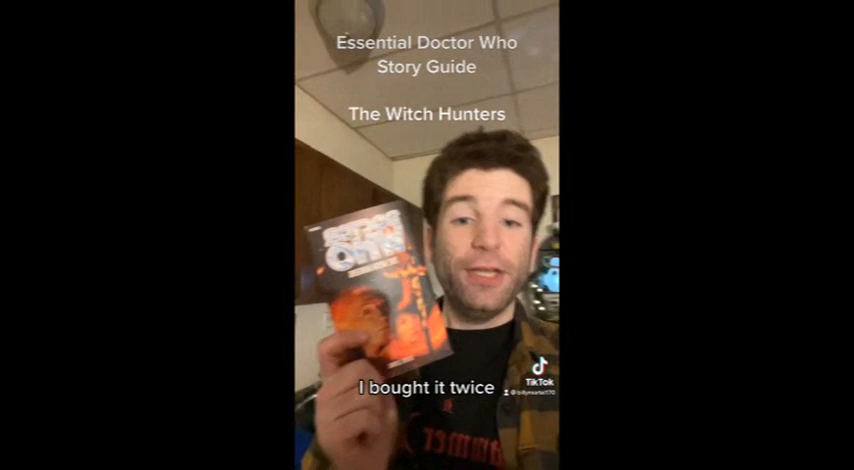 Essential Doctor Who
Story Guide
The Witch Hunters
I bought it twice
TikTok